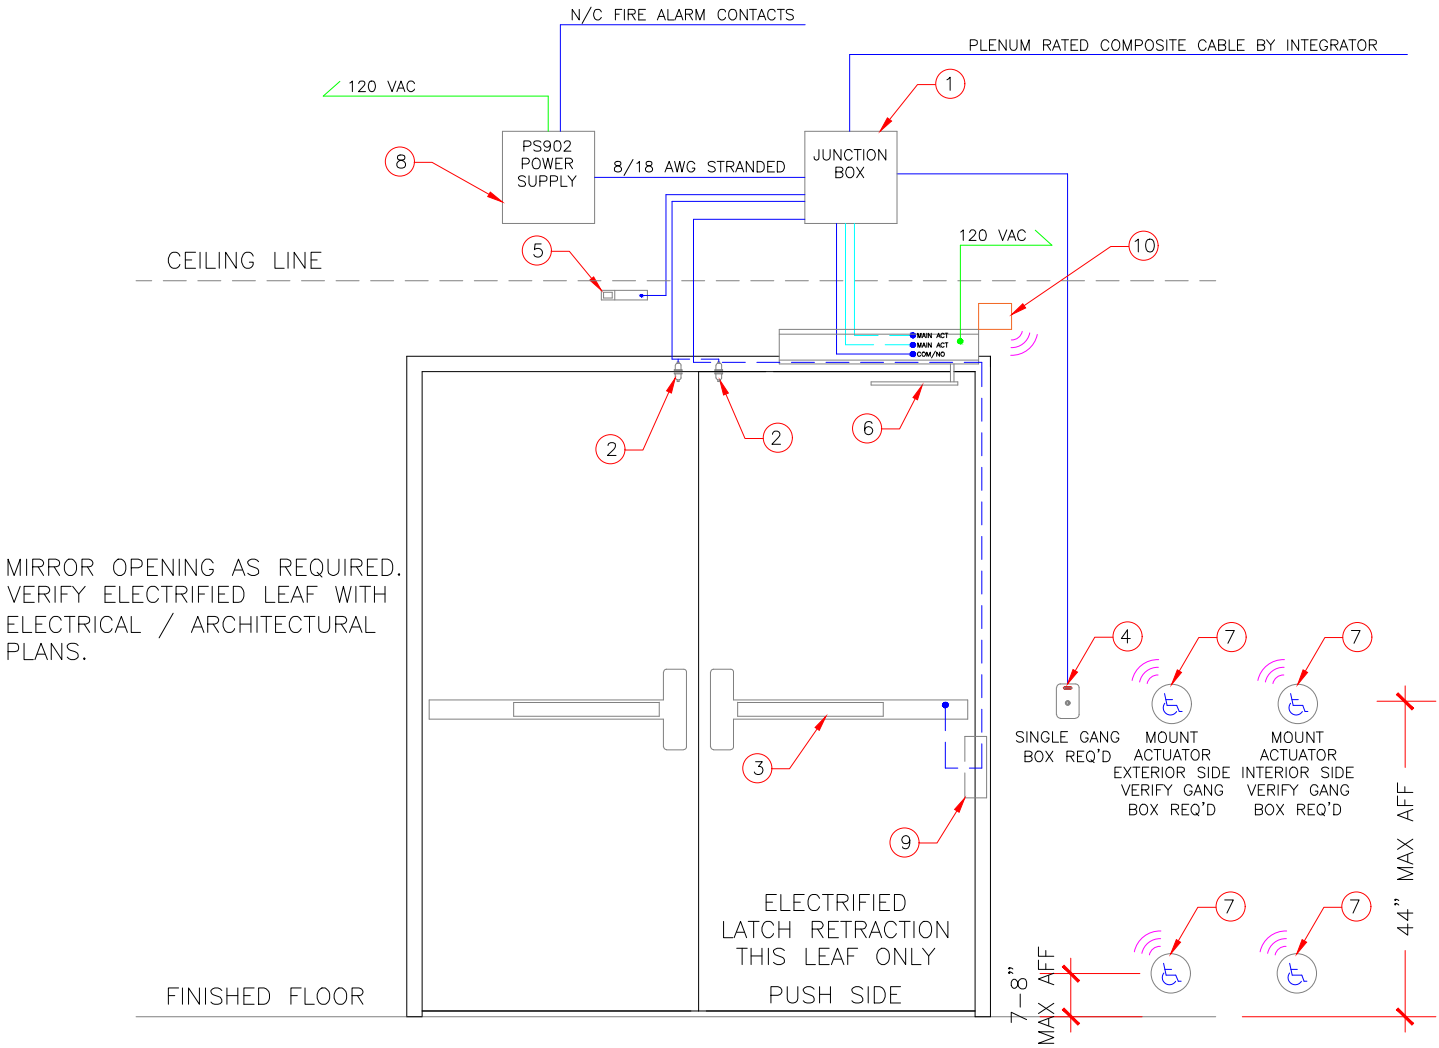 N/C FIRE ALARM CONTACTS
PLENUM RATED COMPOSITE CABLE BY INTEGRATOR
120 VAC
1
PS902
POWER
SUPPLY
8
8/18 AWG STRANDED
JUNCTION
BOX
120 VAC
10
5
CEILING LINE
MAIN ACT
MAIN ACT
COM/NO
2
2
6
MIRROR OPENING AS REQUIRED.
VERIFY ELECTRIFIED LEAF WITH
ELECTRICAL / ARCHITECTURAL
PLANS.
4
7
7
SINGLE GANG
BOX REQ'D
MOUNT
ACTUATOR
EXTERIOR SIDE
VERIFY GANG
BOX REQ'D
MOUNT
ACTUATOR
INTERIOR SIDE
VERIFY GANG
BOX REQ'D
3
9
44" MAX AFF
ELECTRIFIED
LATCH RETRACTION
THIS LEAF ONLY
PUSH SIDE
7
7
7-8"
MAX AFF
FINISHED FLOOR